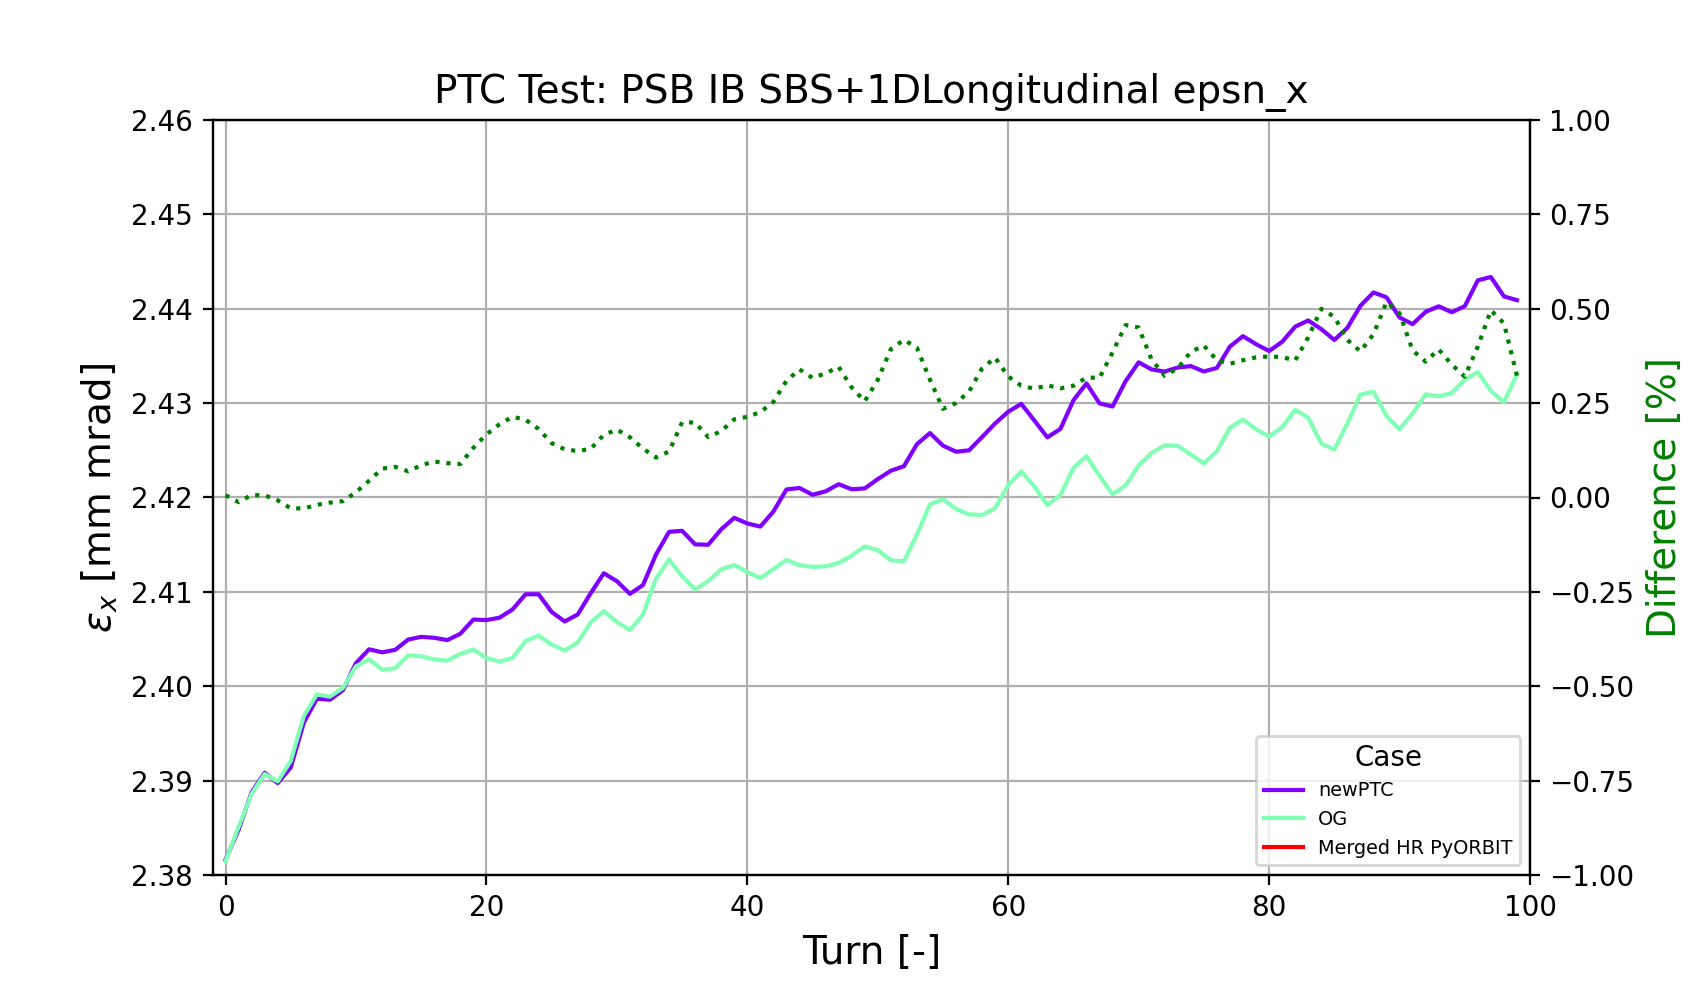 PTC Test: PSB IB SBS+1DLongitudinal epsn_x
2.46
2.45
2.44
2.43
2.42
2.41
2.40
2.39
2.38
εₓ [mm mrad]
1.00
0.75
0.50
0.25
0.00
−0.25
−0.50
−0.75
−1.00
Difference [%]
Case
newPTC
OG
Merged HR PyORBIT
0 20 40 60 80 100
Turn [-]